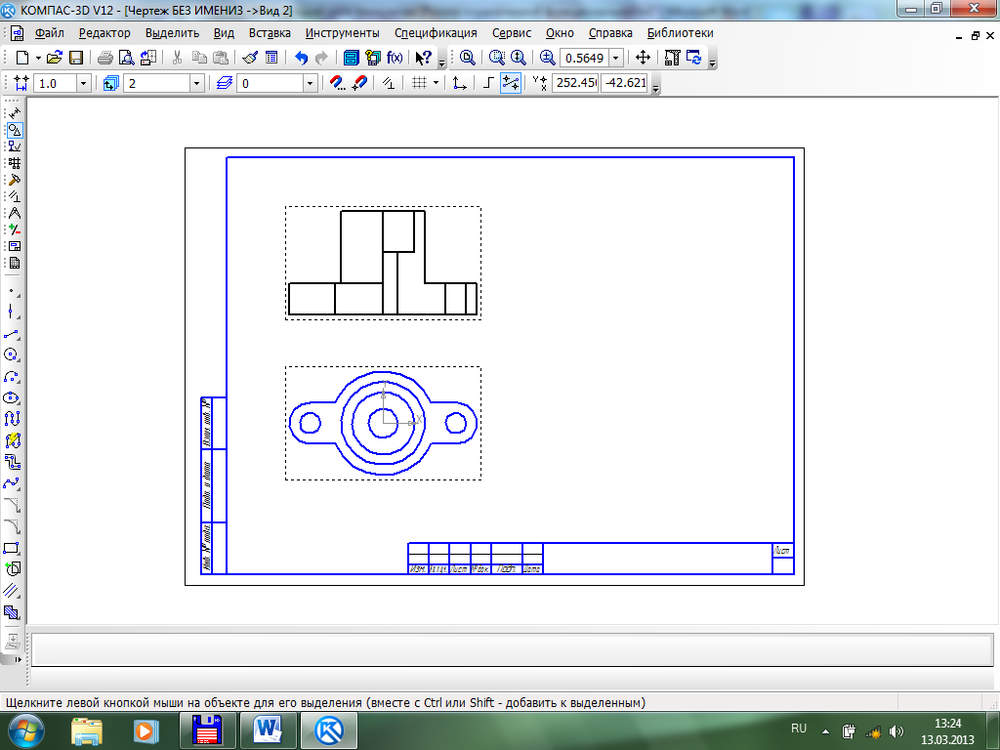 КОМПАС-3D V12 - [Чертеж БЕЗ ИМЕНИ3 ->Вид 2]
Файл Редактор Выделить Вид Вставка Инструменты Спецификация Сервис Окно Справка Библиотеки
f(x) 0.5649
1.0 2 0 252.45 -42.621
Y
X
Взам. инв. №
Подп. и дата
Инв. № подл.
Лист
Изм. Лист № док. Подп. Дата
Щелкните левой кнопкой мыши на объекте для его выделения (вместе с Ctrl или Shift - добавить к выделенным)
RU 13:24
13.03.2013